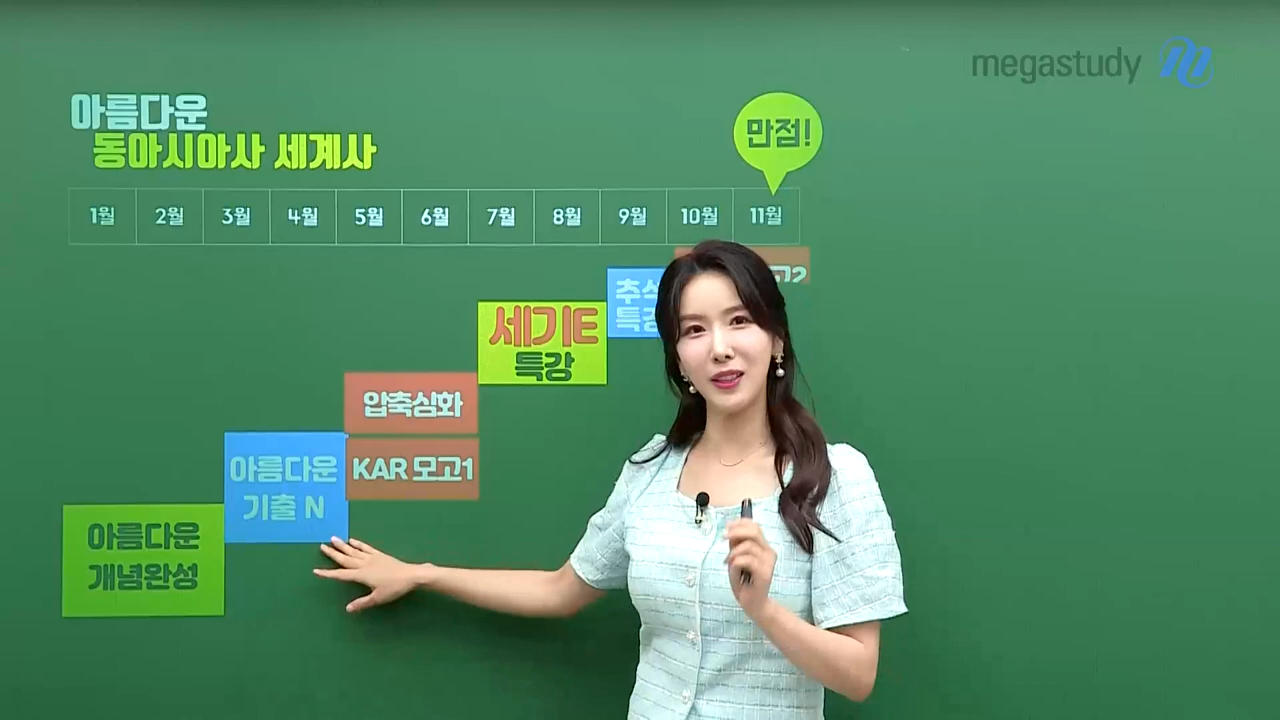 megastudy
아름다운
동아시아사 세계사
만점!
1월 2월 3월 4월 5월 6월 7월 8월 9월 10월 11월
세기E
특강
압축심화
KAR 모고1
아름다운
기출 N
아름다운
개념완성